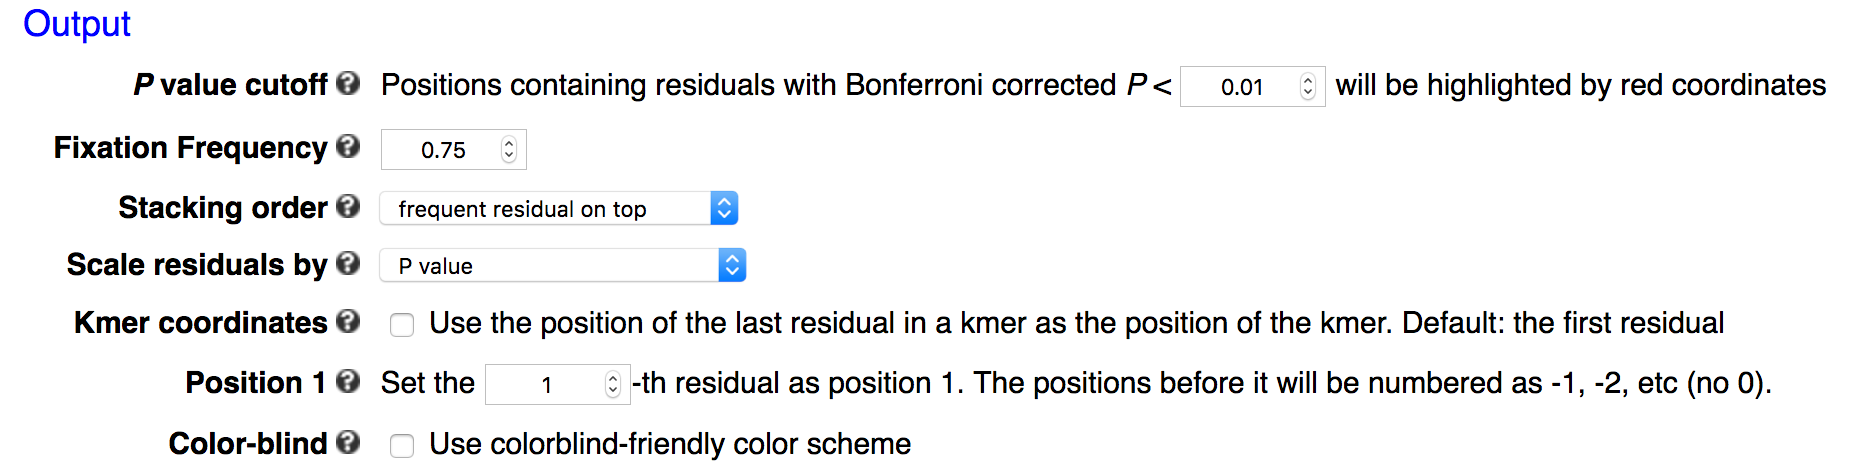 Output
P value cutoff ? Positions containing residuals with Bonferroni corrected P < 0.01 will be highlighted by red coordinates
Fixation Frequency ? 0.75
Stacking order ? frequent residual on top
Scale residuals by ? P value
Kmer coordinates ? Use the position of the last residual in a kmer as the position of the kmer. Default: the first residual
Position 1 ? Set the 1 -th residual as position 1. The positions before it will be numbered as -1, -2, etc (no 0).
Color-blind ? Use colorblind-friendly color scheme